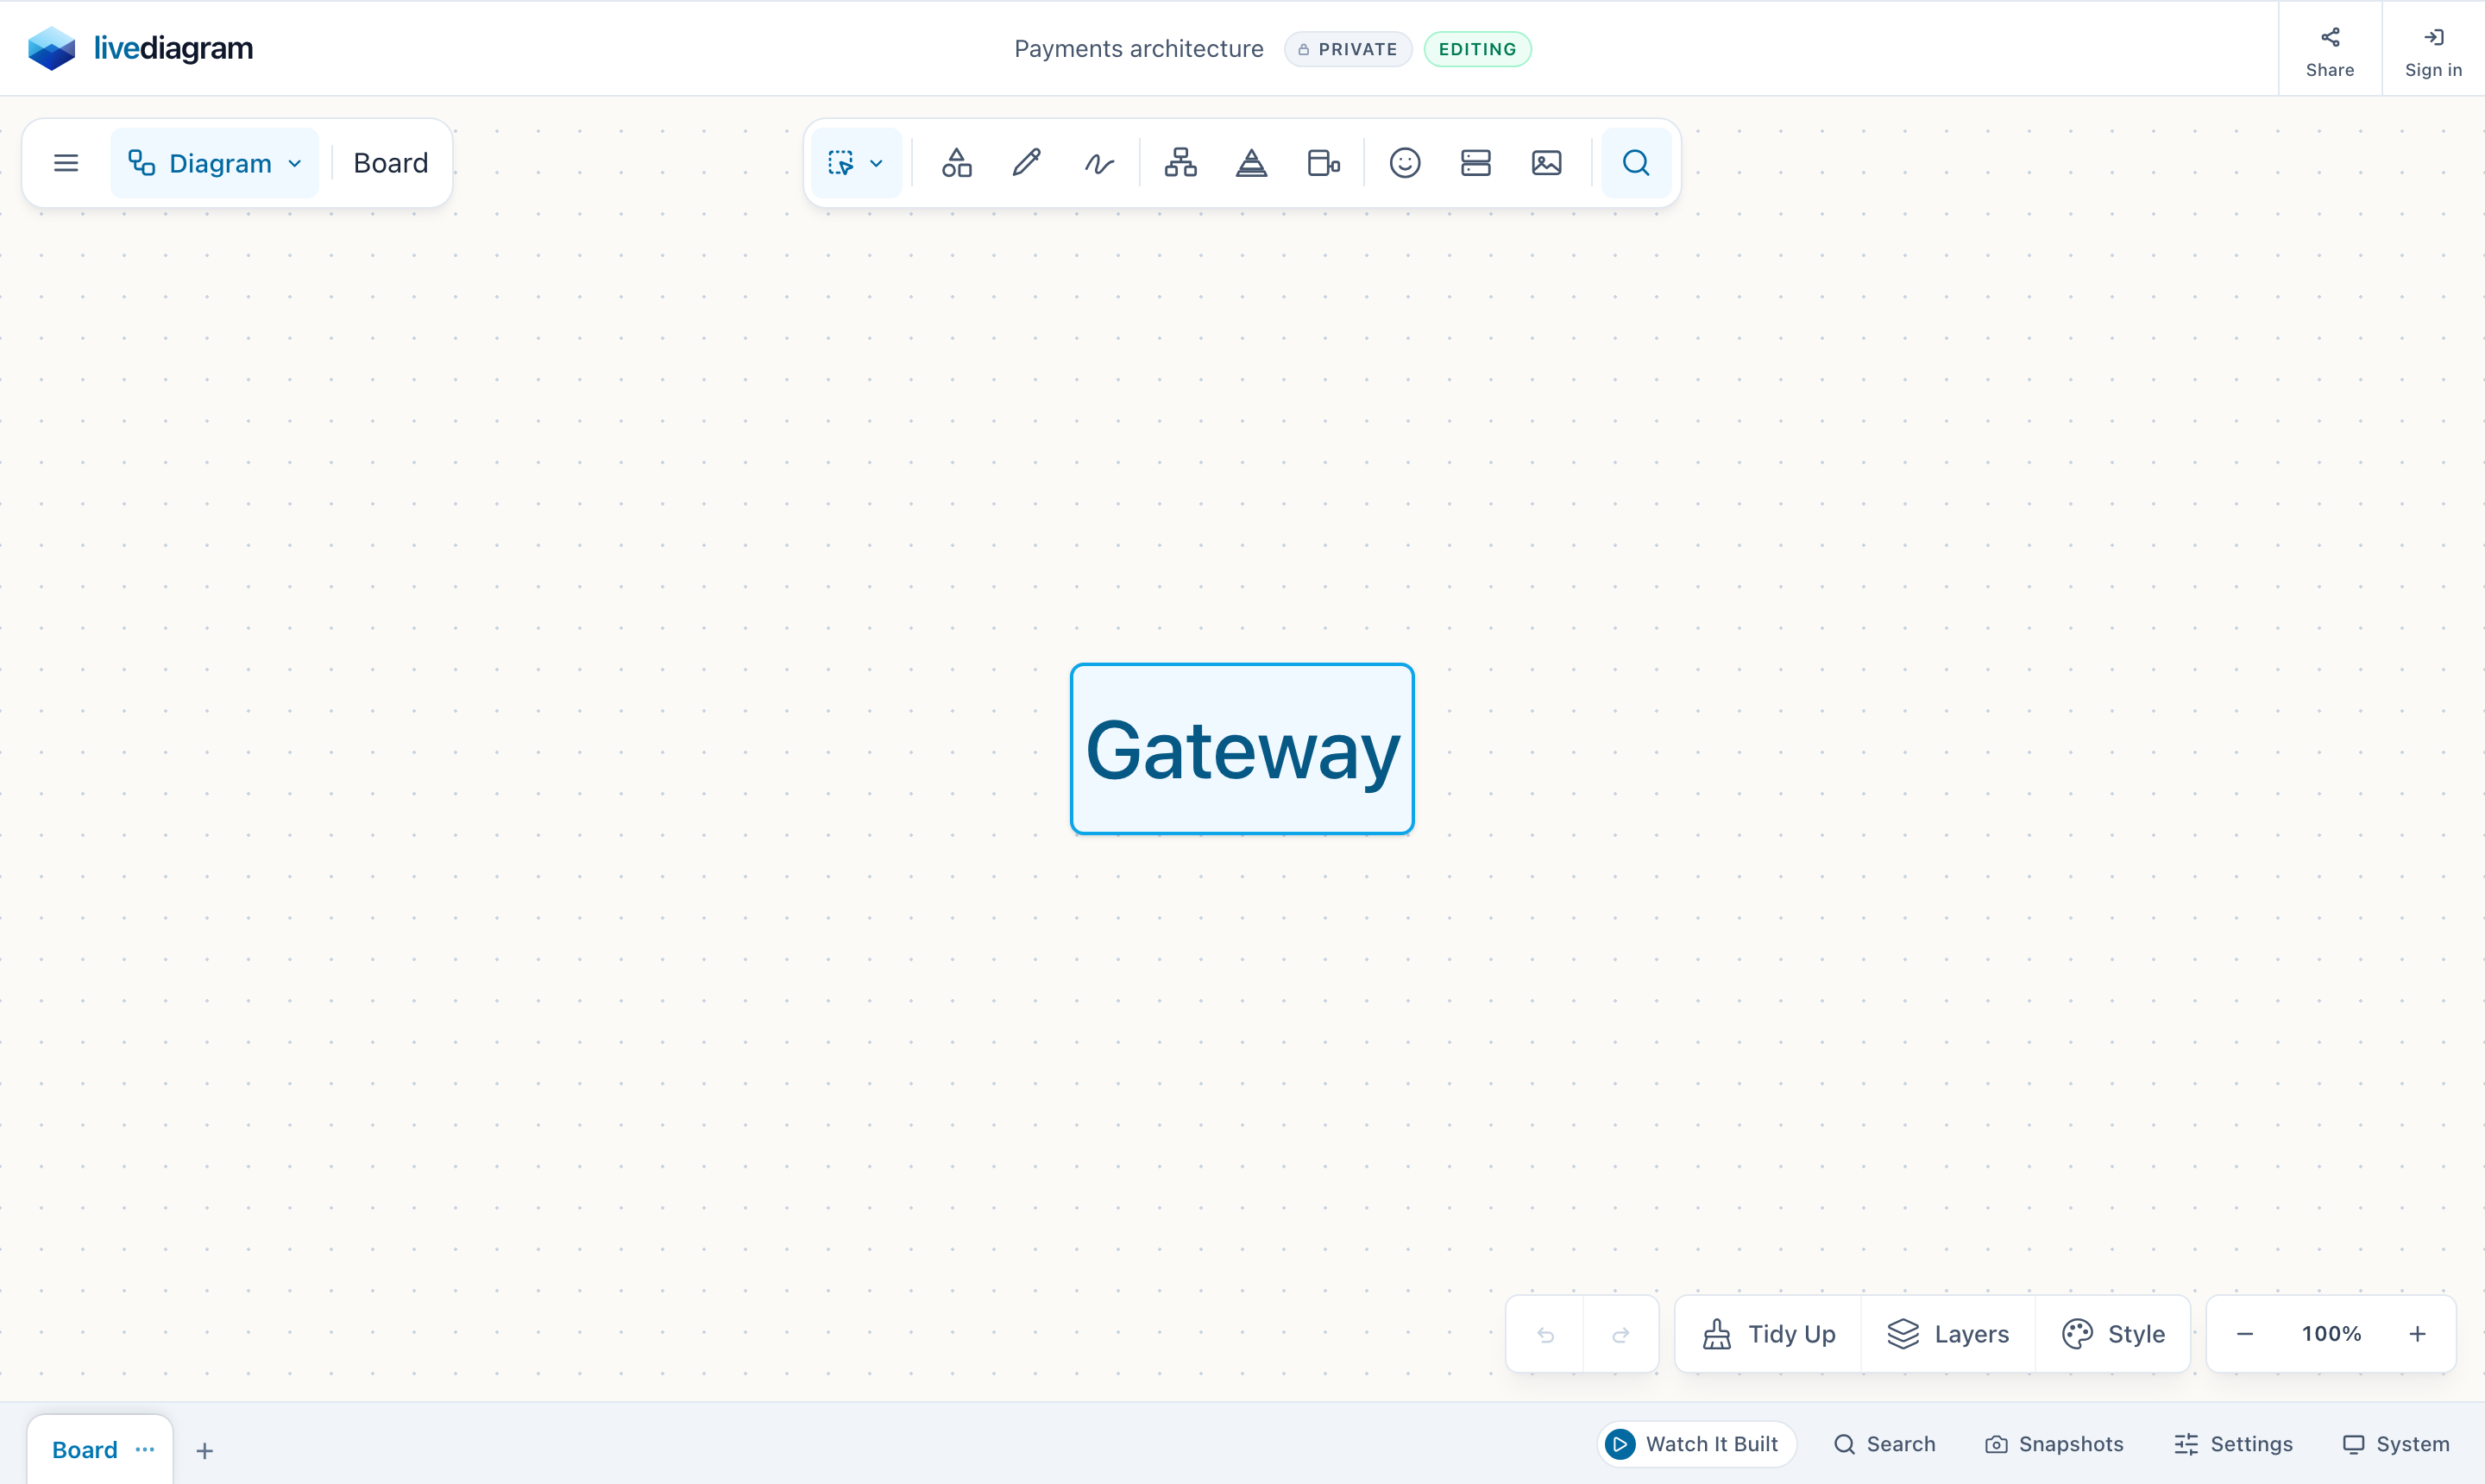 livediagram
Payments architecture
PRIVATE
EDITING
Share
Sign in
Diagram
Board
Gateway
Tidy Up
Layers
Style
100%
Board
Watch It Built
Search
Snapshots
Settings
System